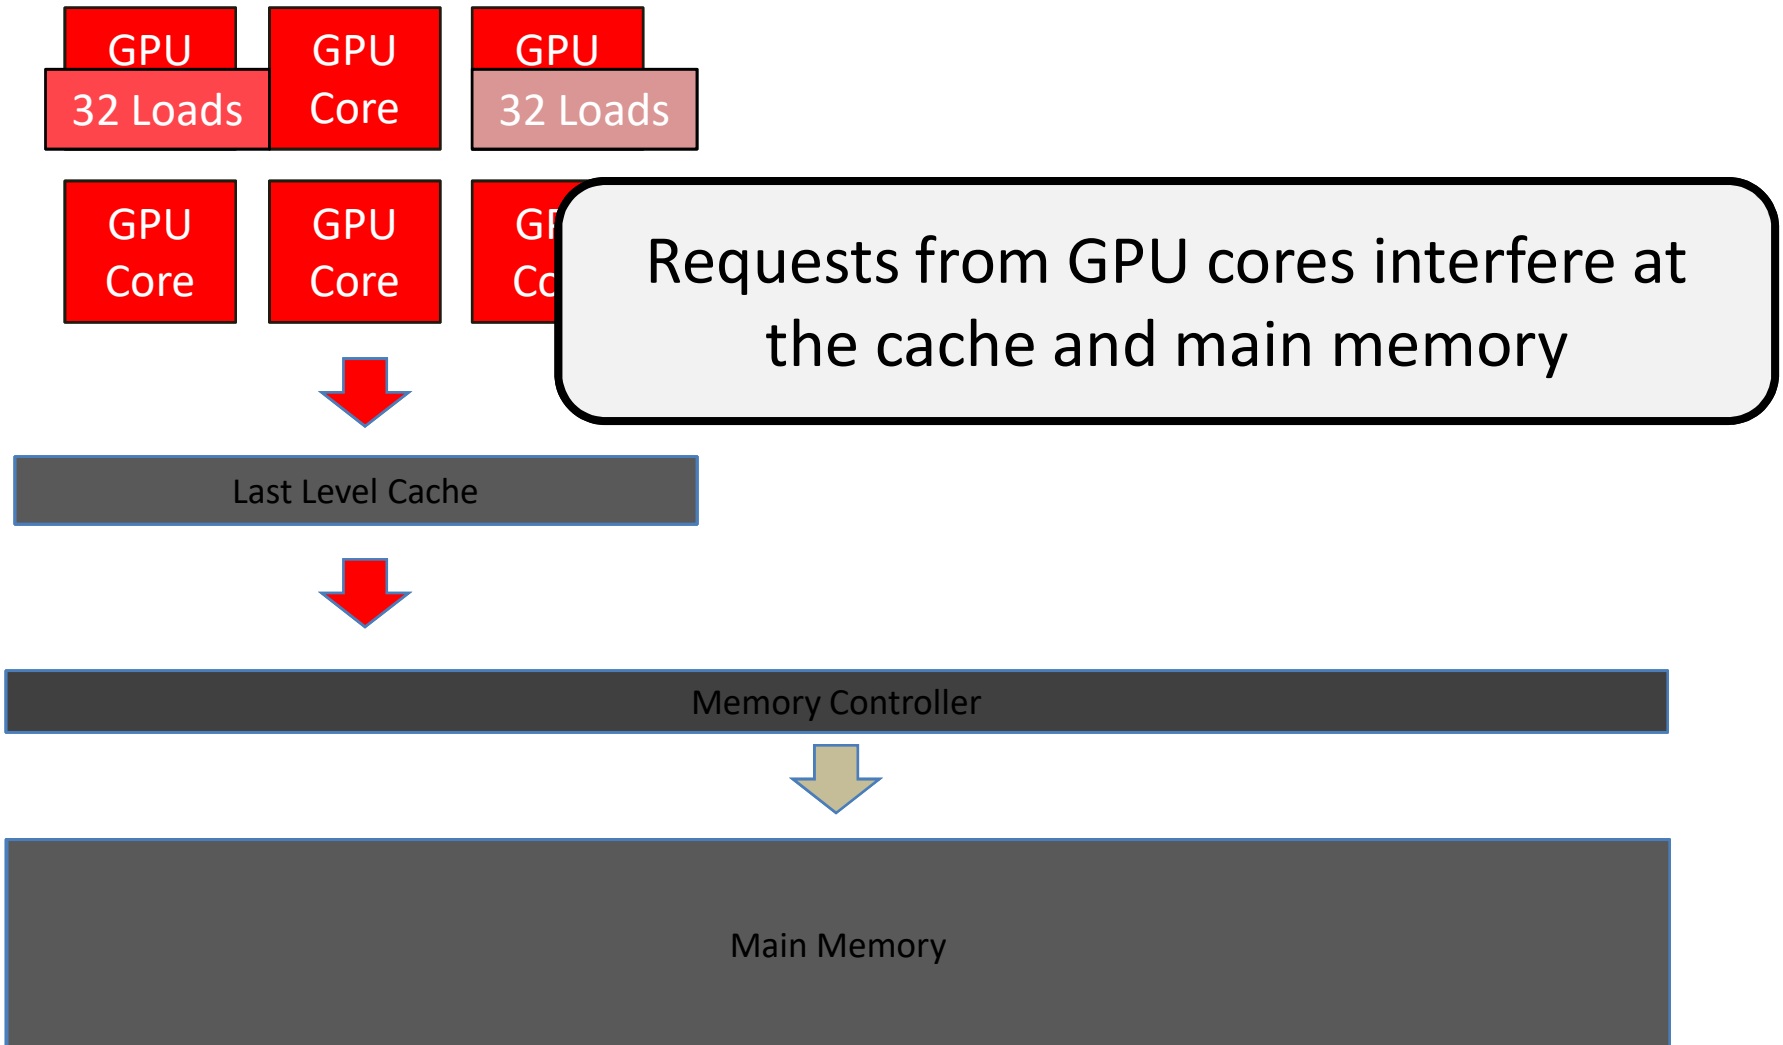 GPU
32 Loads
GPU
Core
GPU
32 Loads
GPU
Core
GPU
Core
Requests from GPU cores interfere at
the cache and main memory
Last Level Cache
Memory Controller
Main Memory